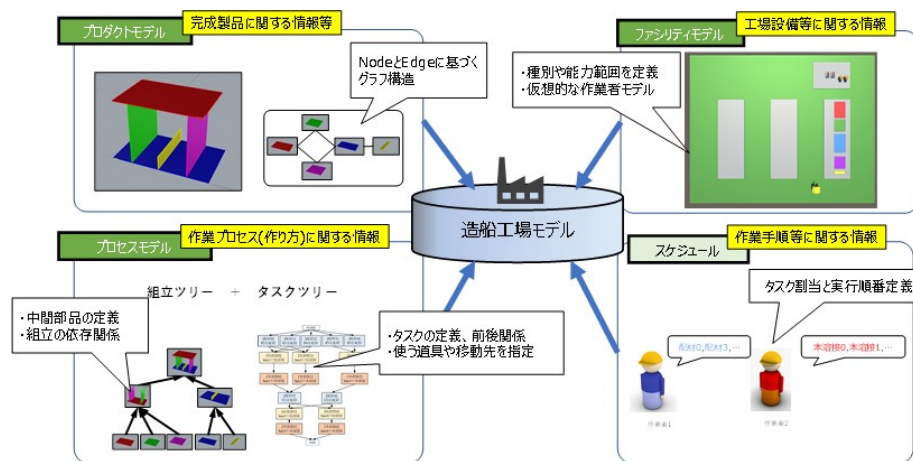 プロダクトモデル
完成製品に関する情報等
NodeとEdgeに基づく
グラフ構造
ファシリティモデル
工場設備等に関する情報
・種別や能力範囲を定義
・仮想的な作業者モデル
造船工場モデル
プロセスモデル
作業プロセス(作り方)に関する情報
組立ツリー + タスクツリー
・中間部品の定義
・組立の依存関係
・タスクの定義、前後関係
・使う道具や移動先を指定
スケジュール
作業手順等に関する情報
タスク割当と実行順番定義
配材0,配材3,…
本溶接0,本溶接1,…
作業者1
作業者2